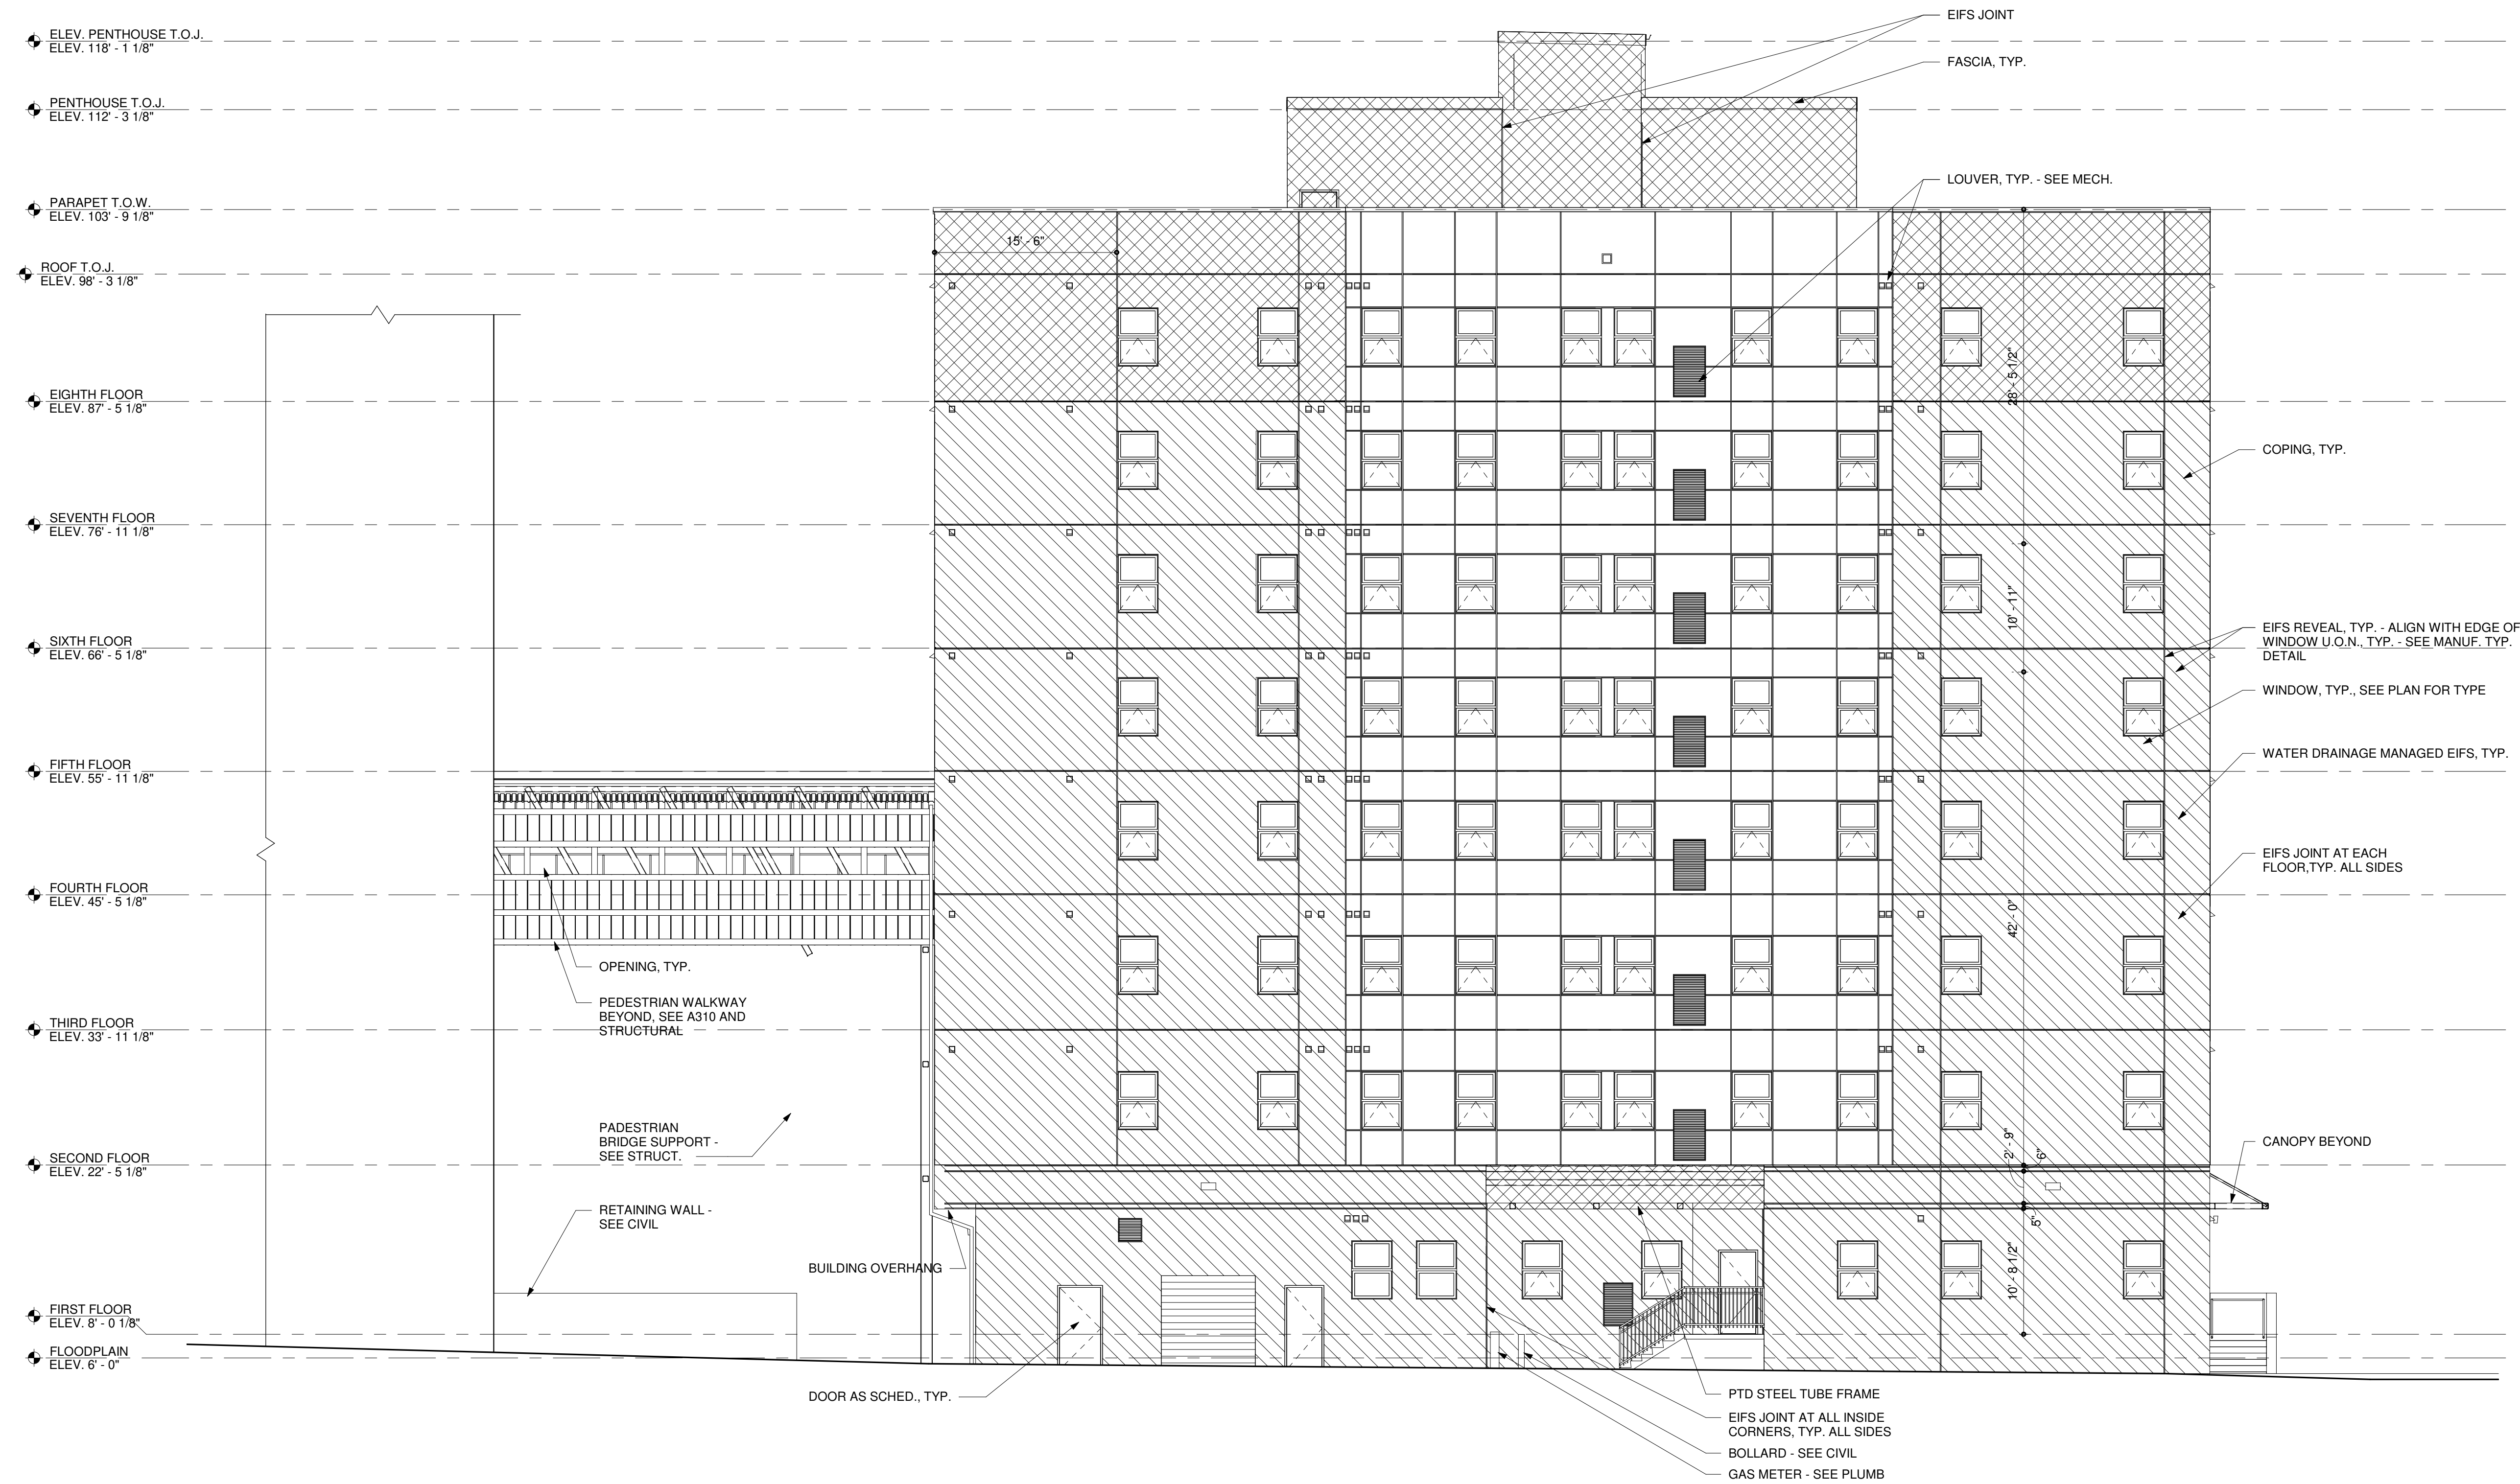 EIFS JOINT
ELEV. PENTHOUSE T.O.J.
ELEV. 118' - 1 1/8"
FASCIA, TYP.
PENTHOUSE T.O.J.
ELEV. 112' - 3 1/8"
LOUVER, TYP. - SEE MECH.
PARAPET T.O.W.
ELEV. 103' - 9 1/8"
15' - 6"
ROOF T.O.J.
ELEV. 98' - 3 1/8"
28' - 5 1/2"
EIGHTH FLOOR
ELEV. 87' - 5 1/8"
COPING, TYP.
SEVENTH FLOOR
ELEV. 76' - 11 1/8"
10' - 11"
EIFS REVEAL, TYP. - ALIGN WITH EDGE OF
WINDOW U.O.N., TYP. - SEE MANUF. TYP.
DETAIL
SIXTH FLOOR
ELEV. 66' - 5 1/8"
WINDOW, TYP., SEE PLAN FOR TYPE
WATER DRAINAGE MANAGED EIFS, TYP.
FIFTH FLOOR
ELEV. 55' - 11 1/8"
EIFS JOINT AT EACH
FLOOR,TYP. ALL SIDES
FOURTH FLOOR
ELEV. 45' - 5 1/8"
42' - 0"
OPENING, TYP.
PEDESTRIAN WALKWAY
BEYOND, SEE A310 AND
STRUCTURAL
THIRD FLOOR
ELEV. 33' - 11 1/8"
PADESTRIAN
BRIDGE SUPPORT -
SEE STRUCT.
CANOPY BEYOND
2' - 9"
6"
SECOND FLOOR
ELEV. 22' - 5 1/8"
RETAINING WALL -
SEE CIVIL
5"
BUILDING OVERHANG
10' - 8 1/2"
FIRST FLOOR
ELEV. 8' - 0 1/8"
FLOODPLAIN
ELEV. 6' - 0"
DOOR AS SCHED., TYP.
PTD STEEL TUBE FRAME
EIFS JOINT AT ALL INSIDE
CORNERS, TYP. ALL SIDES
BOLLARD - SEE CIVIL
GAS METER - SEE PLUMB